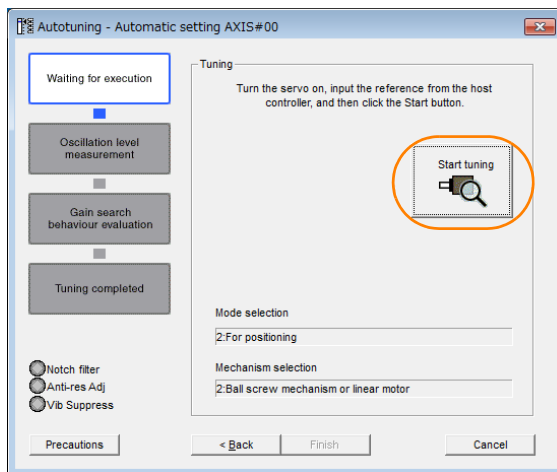 Autotuning - Automatic setting AXIS#00
Waiting for execution
Oscillation level
measurement
Gain search
behaviour evaluation
Tuning completed
Notch filter
Anti-res Adj
Vib Suppress
Tuning
Turn the servo on, input the reference from the host
controller, and then click the Start button.
Start tuning
Mode selection
2:For positioning
Mechanism selection
2:Ball screw mechanism or linear motor
Precautions
< Back
Finish
Cancel